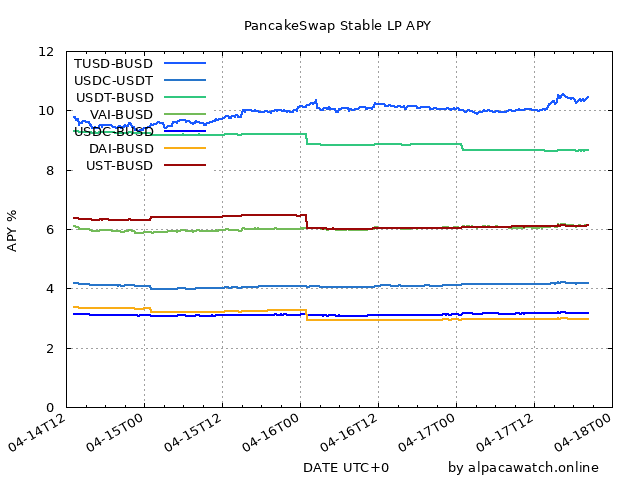 PancakeSwap Stable LP APY
12
10
8
6
4
2
0
APY %
TUSD-BUSD
USDC-USDT
USDT-BUSD
VAI-BUSD
USDC-BUSD
DAI-BUSD
UST-BUSD
04-14T12
04-15T00
04-15T12
04-16T00
04-16T12
04-17T00
04-17T12
04-18T00
DATE UTC+0
by alpacawatch.online